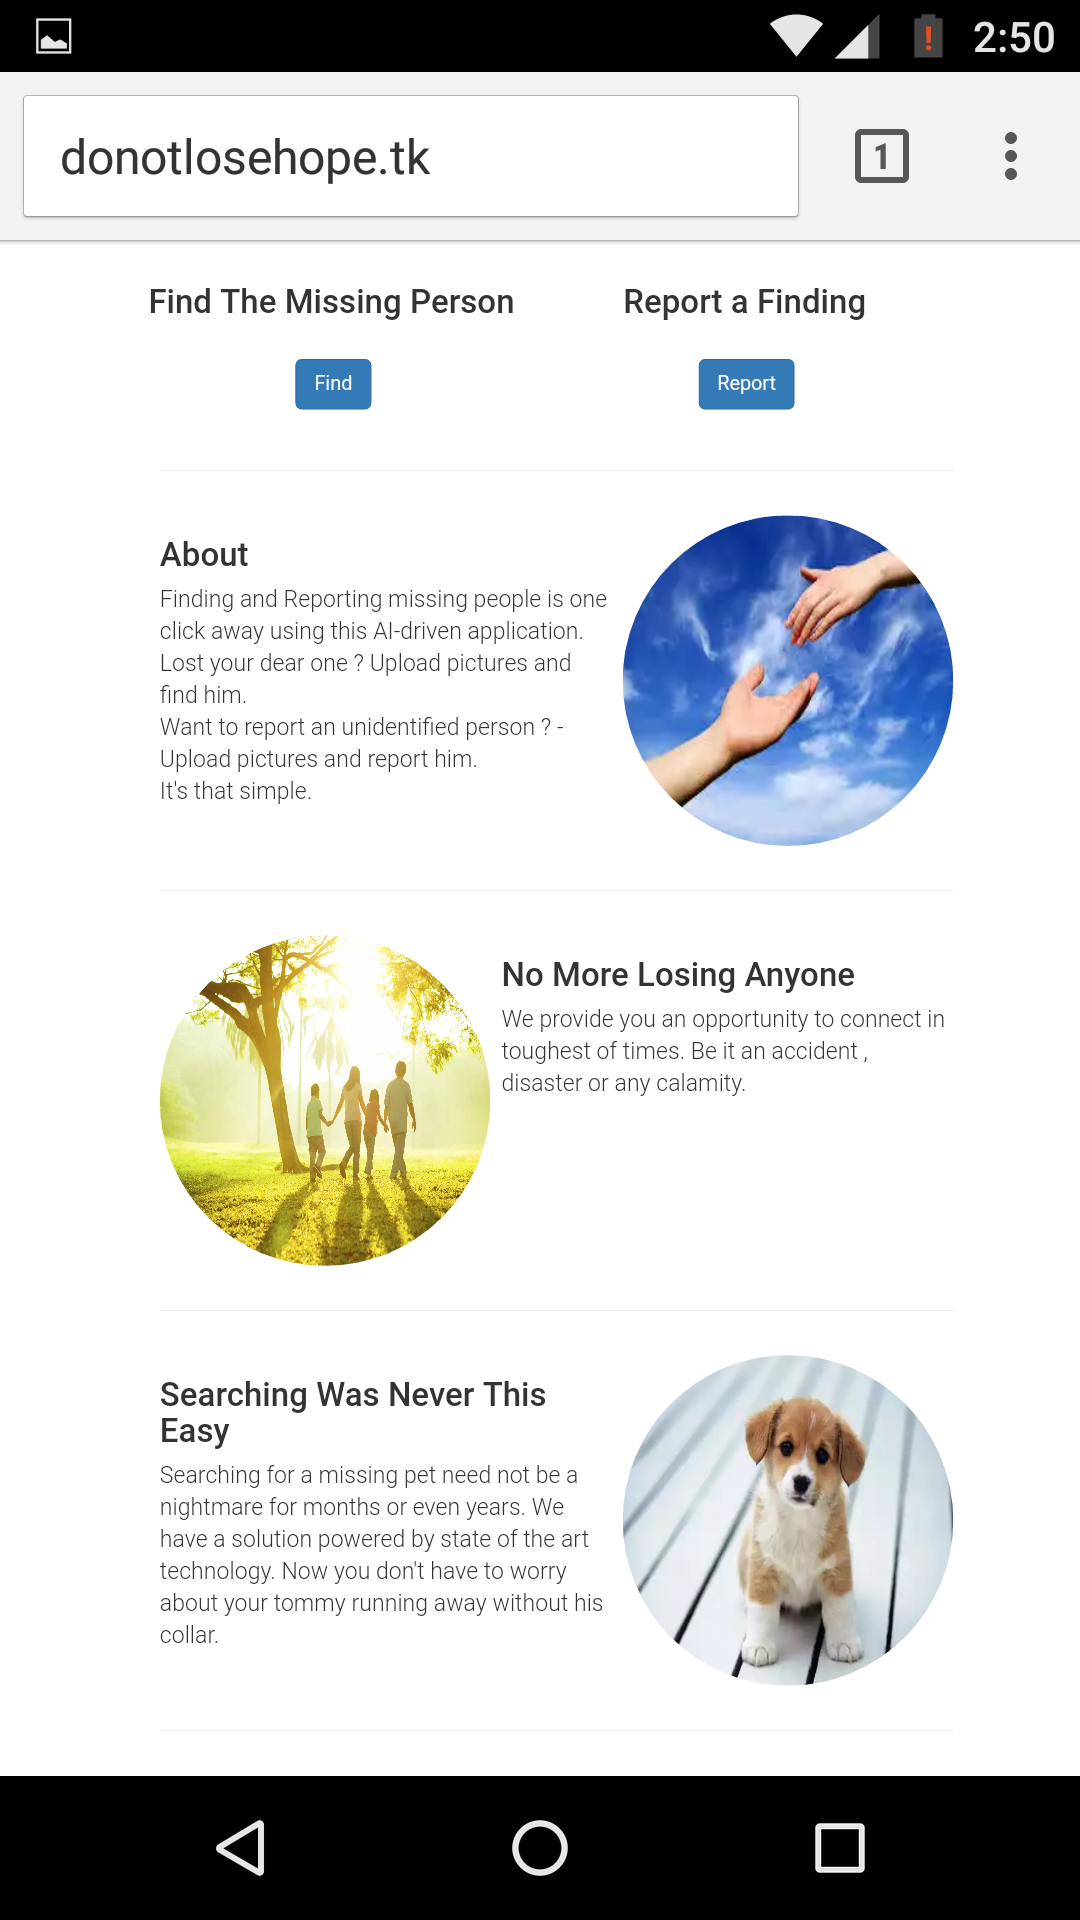 2:50
donotlosehope.tk
1
Find The Missing Person
Report a Finding
Find
Report
About
Finding and Reporting missing people is one
click away using this AI-driven application.
Lost your dear one ? Upload pictures and
find him.
Want to report an unidentified person ? -
Upload pictures and report him.
It's that simple.
No More Losing Anyone
We provide you an opportunity to connect in
toughest of times. Be it an accident ,
disaster or any calamity.
Searching Was Never This
Easy
Searching for a missing pet need not be a
nightmare for months or even years. We
have a solution powered by state of the art
technology. Now you don't have to worry
about your tommy running away without his
collar.